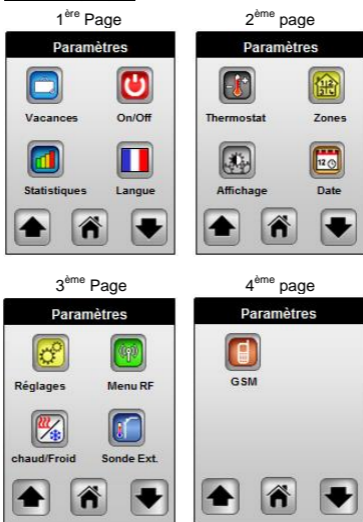 1ère Page
2ème page
Paramètres
Paramètres
Vacances
On/Off
Thermostat
Zones
Statistiques
Langue
Affichage
Date
3ème Page
4ème page
Paramètres
Paramètres
Réglages
Menu RF
GSM
chaud/Froid
Sonde Ext.